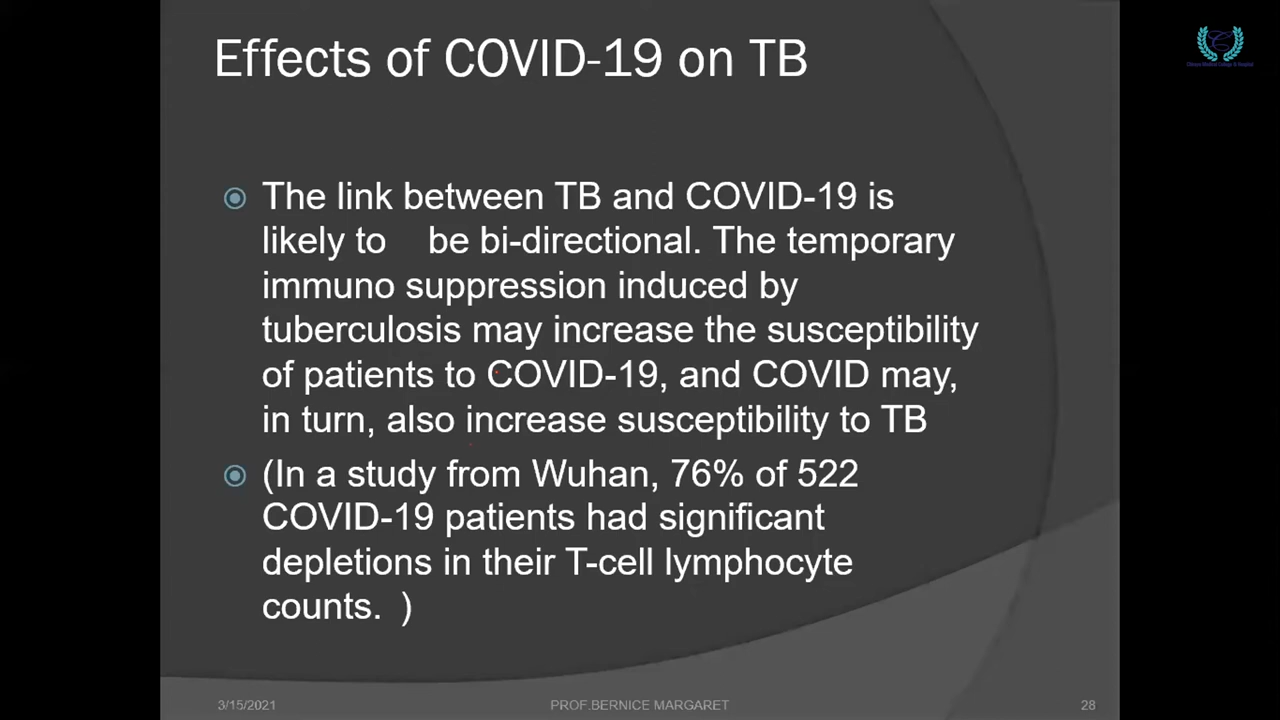 Effects of COVID-19 on TB
The link between TB and COVID-19 is
likely to be bi-directional. The temporary
immuno suppression induced by
tuberculosis may increase the susceptibility
of patients to COVID-19, and COVID may,
in turn, also increase susceptibility to TB
(In a study from Wuhan, 76% of 522
COVID-19 patients had significant
depletions in their T-cell lymphocyte
counts. )
3/15/2021
PROF.BERNICE MARGARET
28